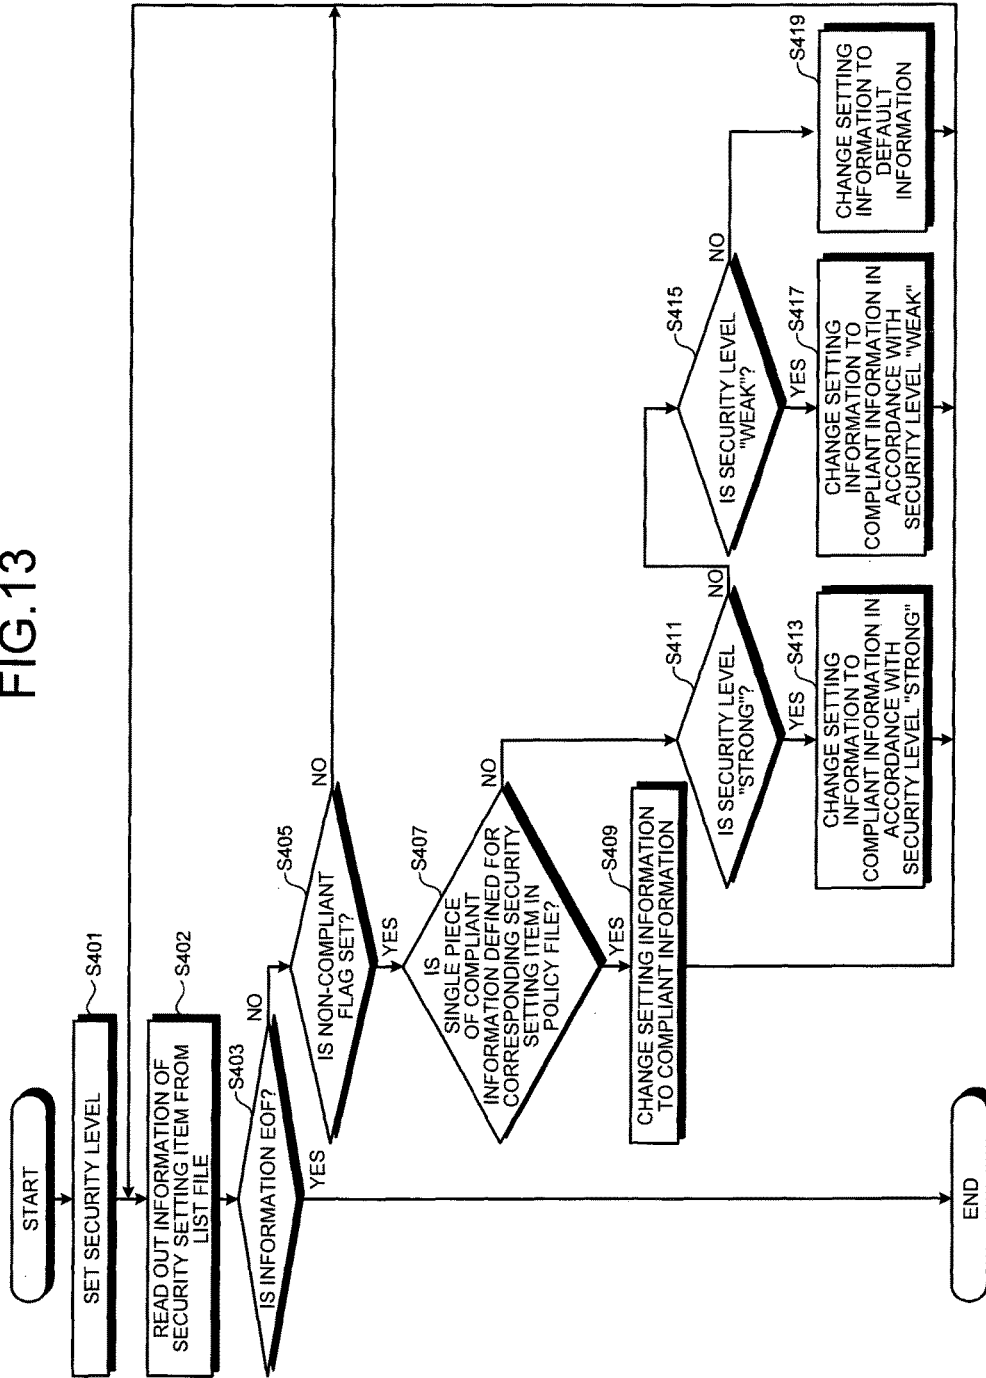 FIG.13
START
SET SECURITY LEVEL
S401
READ OUT INFORMATION OF
SECURITY SETTING ITEM FROM
LIST FILE
S402
IS INFORMATION EOF?
S403
NO
YES
IS NON-COMPLIANT
FLAG SET?
S405
NO
YES
IS
SINGLE PIECE
OF COMPLIANT
INFORMATION DEFINED FOR
CORRESPONDING SECURITY
SETTING ITEM IN
POLICY FILE?
S407
NO
YES
CHANGE SETTING INFORMATION
TO COMPLIANT INFORMATION
S409
IS SECURITY LEVEL
"STRONG"?
S411
NO
YES
CHANGE SETTING
INFORMATION TO
COMPLIANT INFORMATION IN
ACCORDANCE WITH
SECURITY LEVEL "STRONG"
S413
IS SECURITY LEVEL
"WEAK"?
S415
NO
YES
CHANGE SETTING
INFORMATION TO
COMPLIANT INFORMATION IN
ACCORDANCE WITH
SECURITY LEVEL "WEAK"
S417
CHANGE SETTING
INFORMATION TO
DEFAULT
INFORMATION
S419
END